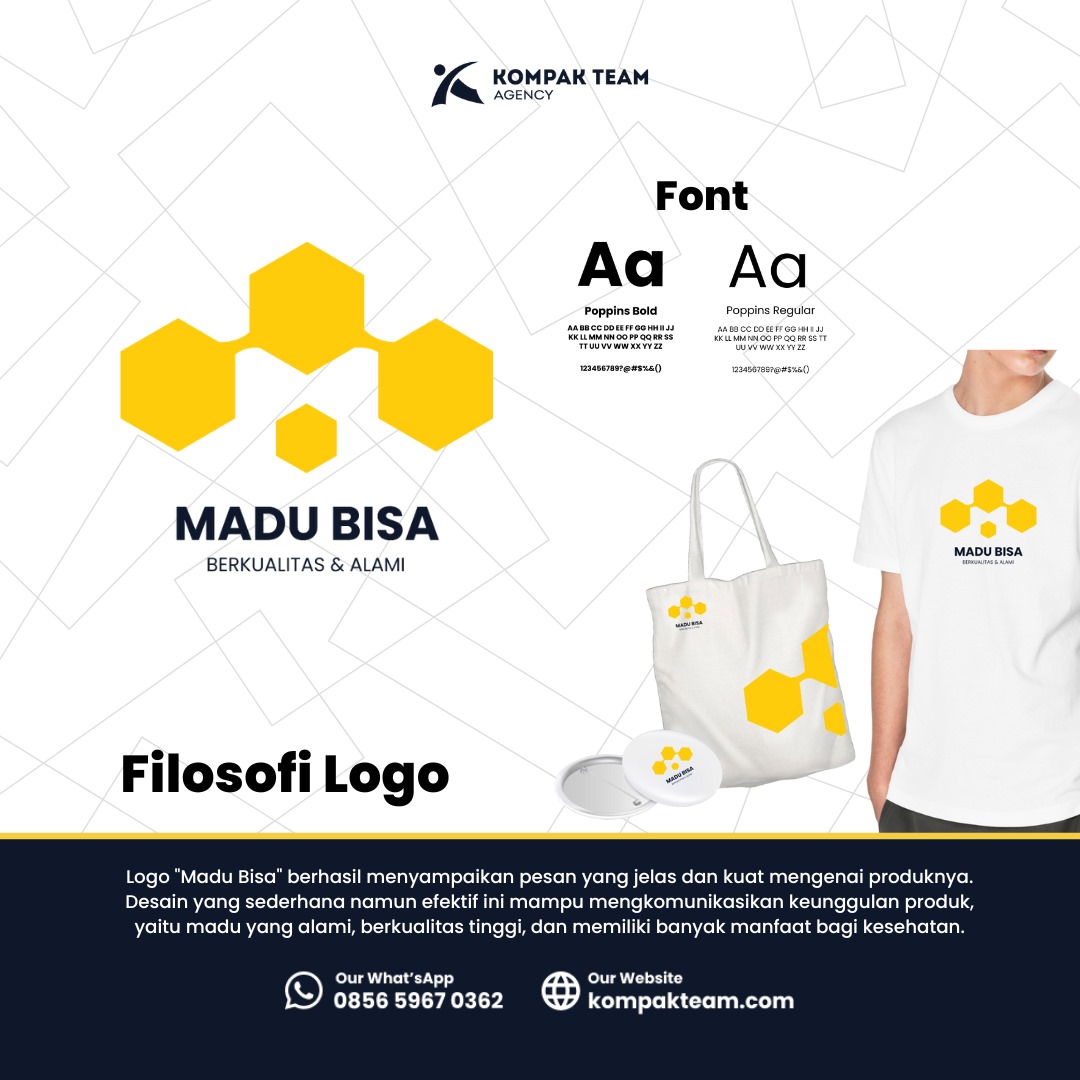 KOMPAK TEAM
AGENCY
Font
Aa
Aa
Poppins Bold
Poppins Regular
AA BB CC DD EE FF GG HH II JJ
KK LL MM NN OO PP QQ RR SS
TT UU VV WW XX YY ZZ
123456789?@#$%&()
AA BB CC DD EE FF GG HH II JJ
KK LL MM NN OO PP QQ RR SS TT
UU VV WW XX YY ZZ
123456789?@#$%&()
MADU BISA
BERKUALITAS & ALAMI
MADU BISA
BERKUALITAS & ALAMI
MADU BISA
MADU BISA
Filosofi Logo
Logo "Madu Bisa" berhasil menyampaikan pesan yang jelas dan kuat mengenai produknya.
Desain yang sederhana namun efektif ini mampu mengkomunikasikan keunggulan produk,
yaitu madu yang alami, berkualitas tinggi, dan memiliki banyak manfaat bagi kesehatan.
Our What'sApp
0856 5967 0362
Our Website
kompakteam.com